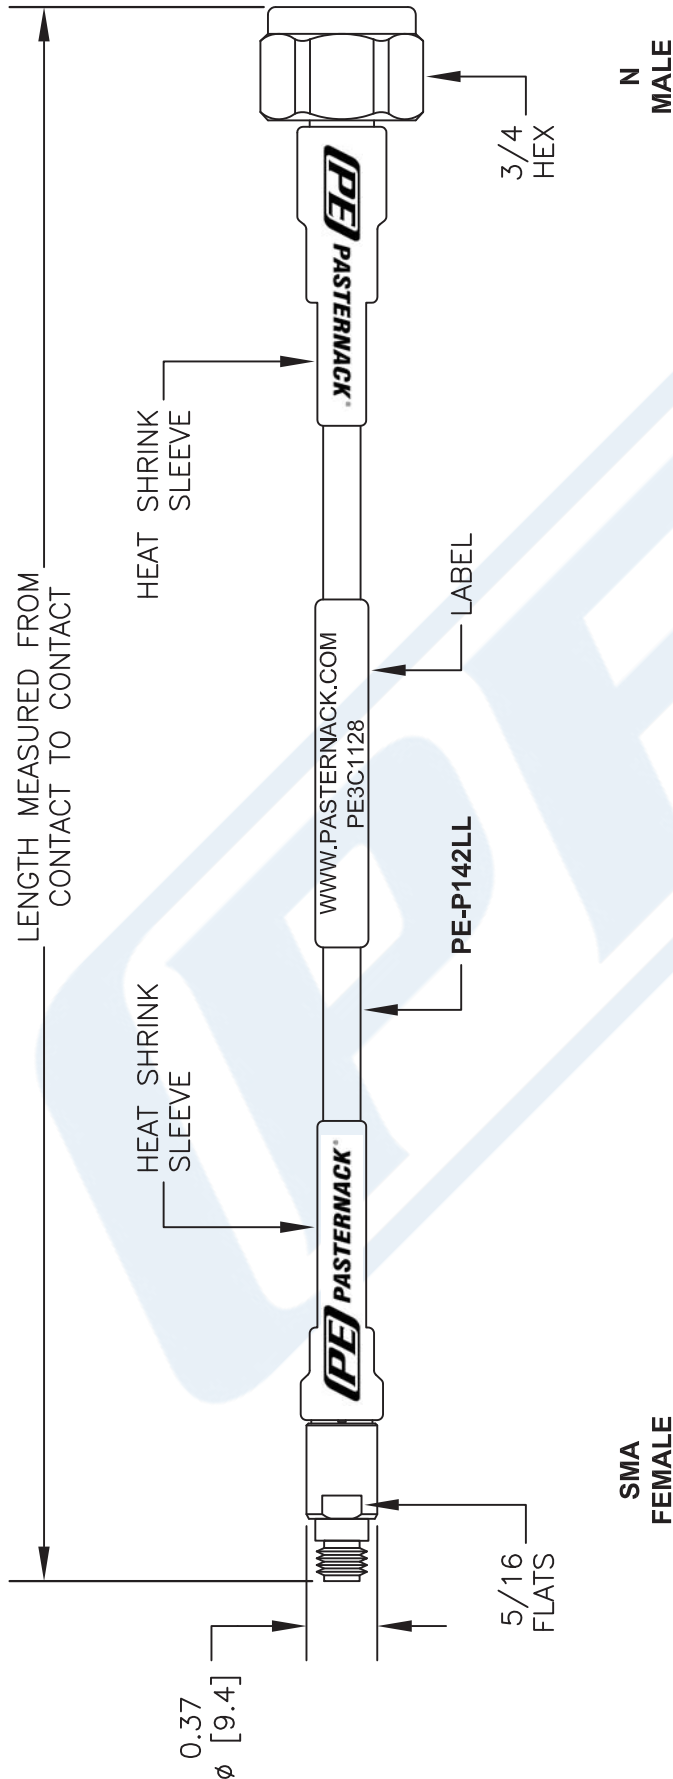 LENGTH MEASURED FROM
CONTACT TO CONTACT
HEAT SHRINK
SLEEVE
HEAT SHRINK
SLEEVE
0.37
ø [9.4]
PE PASTERNACK®
WWW.PASTERNACK.COM
PE3C1128
PE PASTERNACK®
PE-P142LL
LABEL
5/16
FLATS
3/4
HEX
SMA
FEMALE
N
MALE